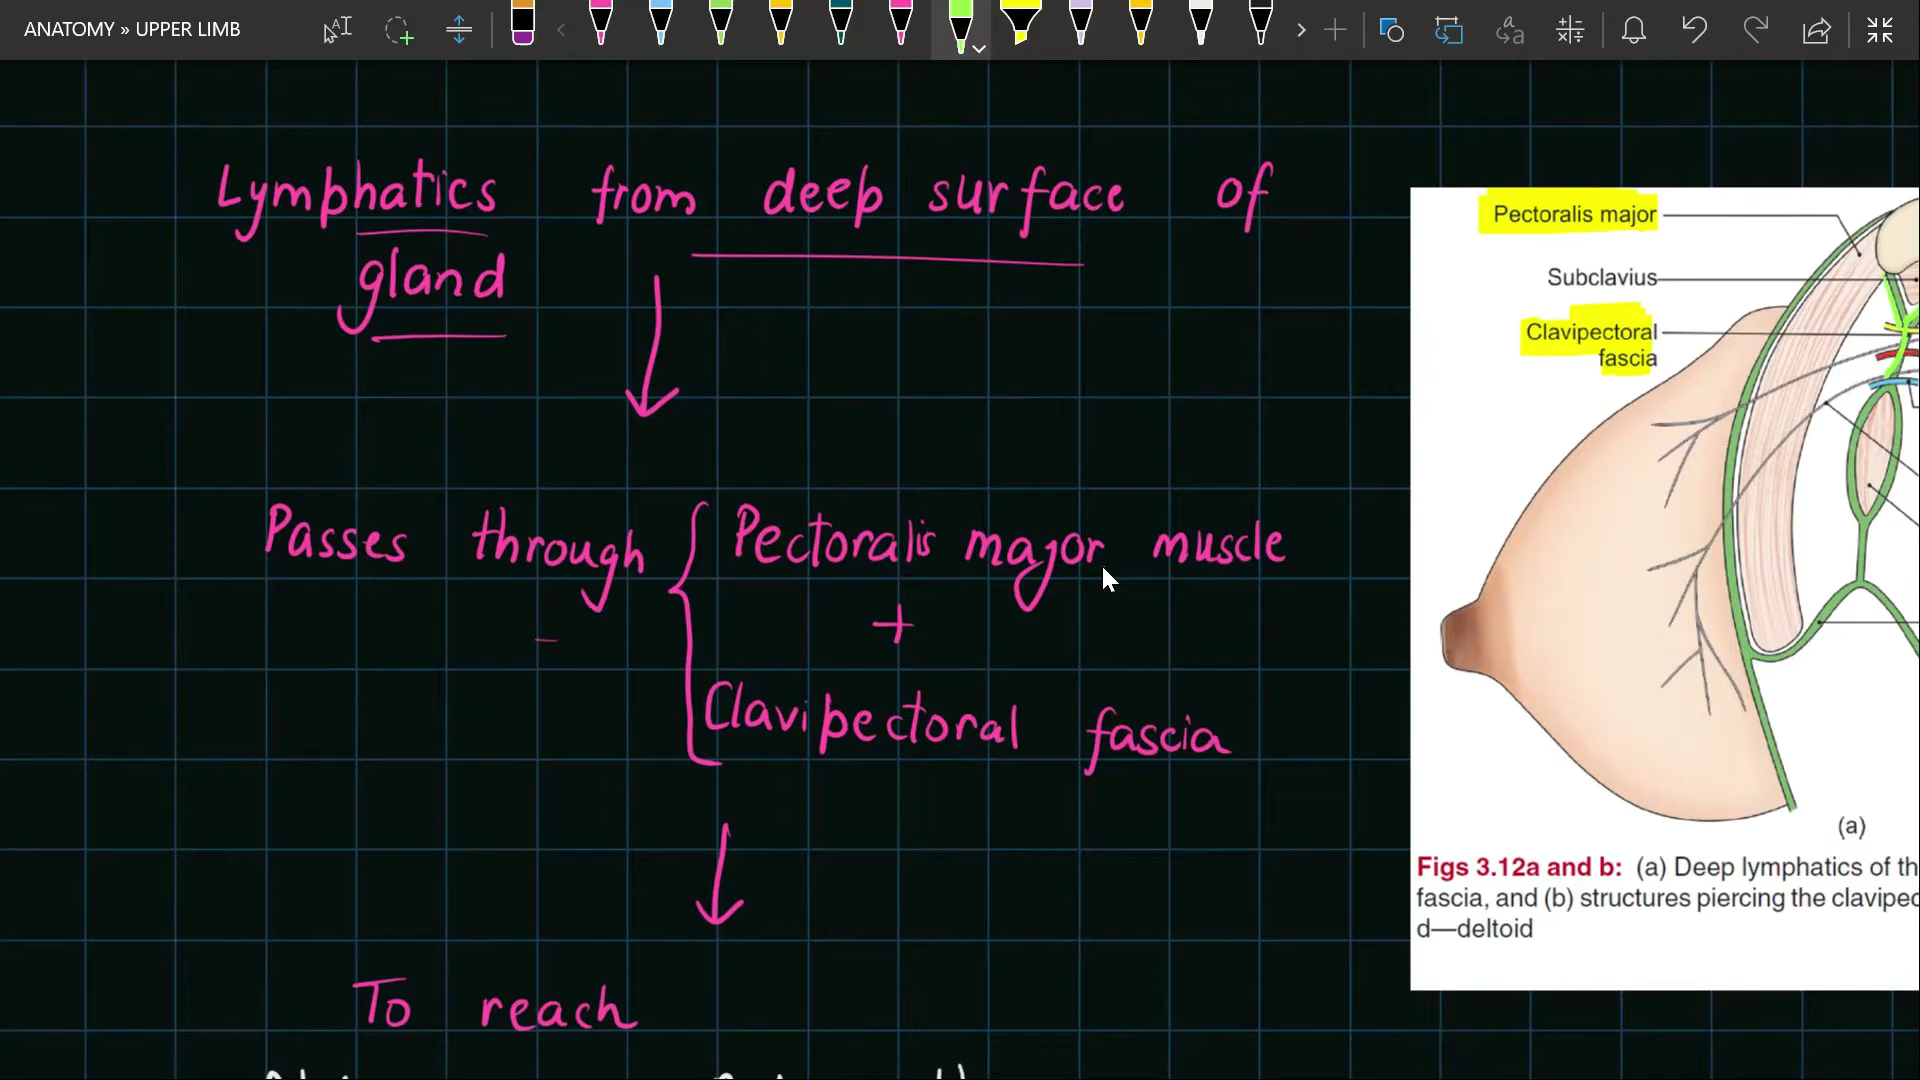 ANATOMY » UPPER LIMB
Lymphatics from deep surface of
gland
Passes through Pectoralis major muscle
+
Clavipectoral fascia
To reach
Pectoralis major
Subclavius
Clavipectoral
fascia
(a)
Figs 3.12a and b: (a) Deep lymphatics of th
fascia, and (b) structures piercing the clavipec
d—deltoid